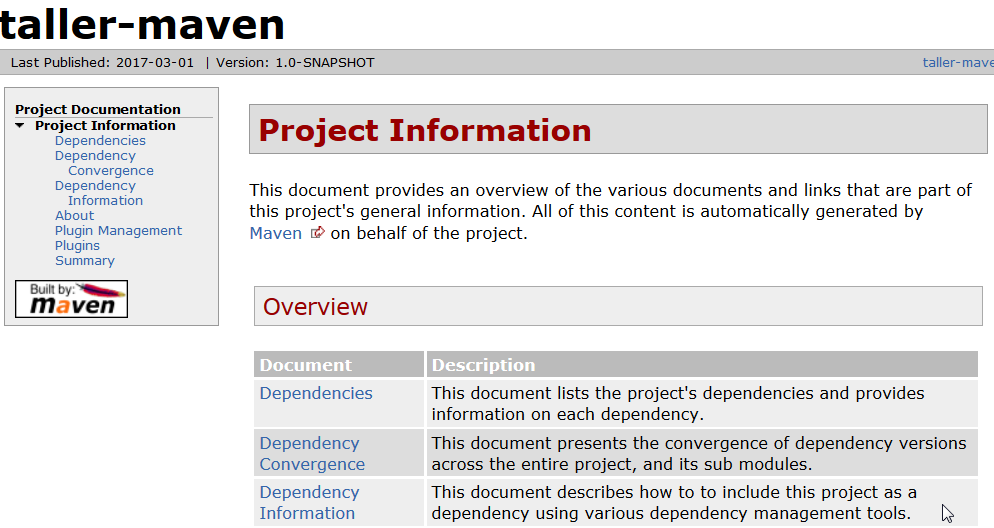 taller-maven
Last Published: 2017-03-01 | Version: 1.0-SNAPSHOT
taller-mave
Project Documentation
Project Information
Dependencies
Dependency
Convergence
Dependency
Information
About
Plugin Management
Plugins
Summary
Built by:
maven
Project Information
This document provides an overview of the various documents and links that are part of
this project's general information. All of this content is automatically generated by
Maven on behalf of the project.
Overview
Document Description
Dependencies This document lists the project's dependencies and provides
information on each dependency.
Dependency This document presents the convergence of dependency versions
Convergence across the entire project, and its sub modules.
Dependency This document describes how to to include this project as a
Information dependency using various dependency management tools.